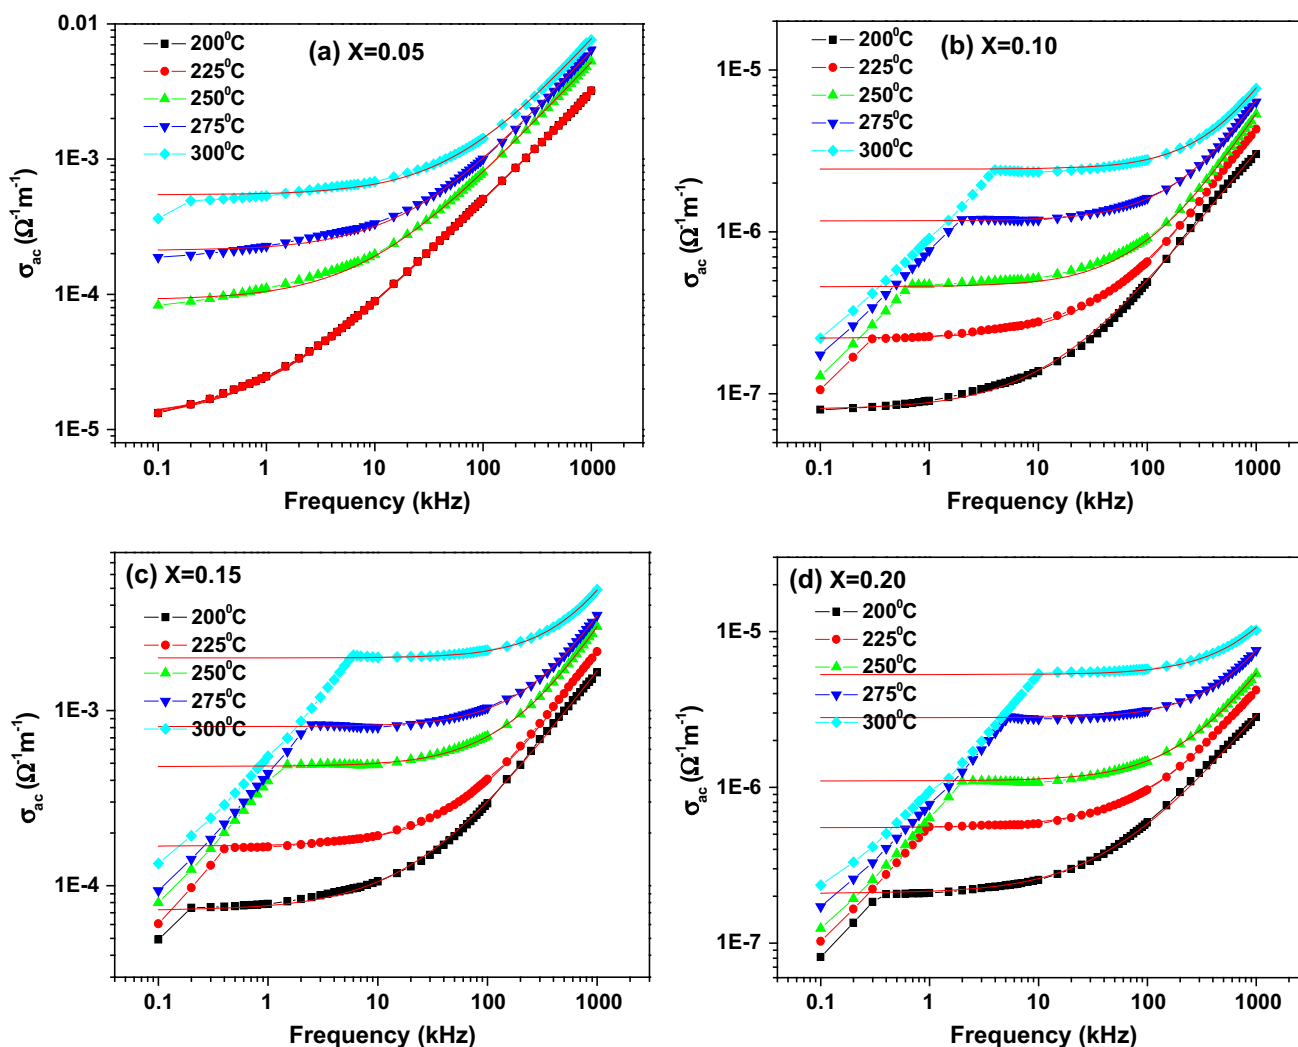 (a) X=0.05
200⁰C
225⁰C
250⁰C
275⁰C
300⁰C
0.01
1E-3
1E-4
1E-5
σac (Ω⁻¹m⁻¹)
0.1 1 10 100 1000
Frequency (kHz)
(b) X=0.10
200⁰C
225⁰C
250⁰C
275⁰C
300⁰C
1E-5
1E-6
1E-7
σac (Ω⁻¹m⁻¹)
0.1 1 10 100 1000
Frequency (kHz)
(c) X=0.15
200⁰C
225⁰C
250⁰C
275⁰C
300⁰C
1E-3
1E-4
σac (Ω⁻¹m⁻¹)
0.1 1 10 100 1000
Frequency (kHz)
(d) X=0.20
200⁰C
225⁰C
250⁰C
275⁰C
300⁰C
1E-5
1E-6
1E-7
σac (Ω⁻¹m⁻¹)
0.1 1 10 100 1000
Frequency (kHz)